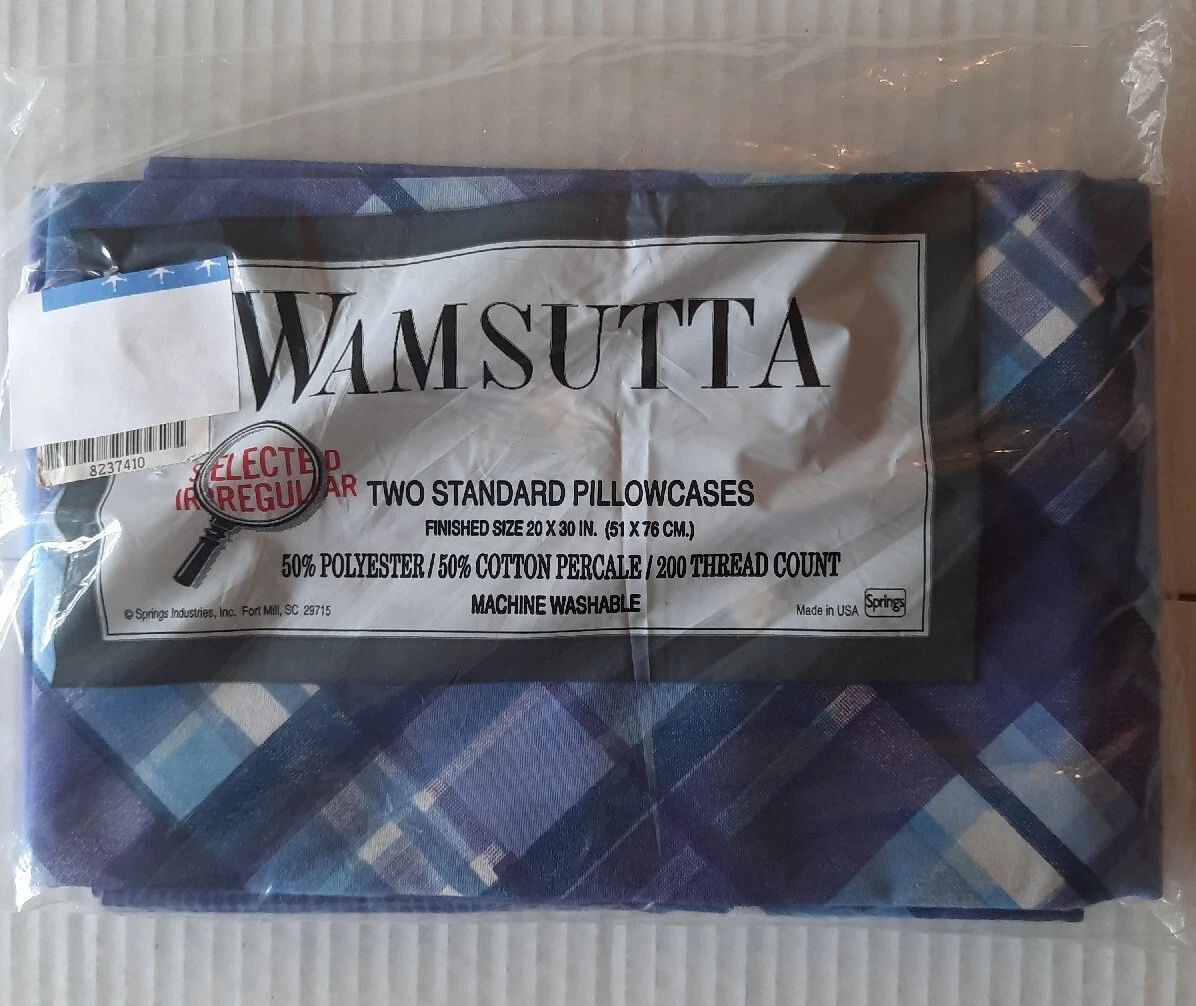 WAMSUTTA
8237410
SELECTED
IRREGULAR
TWO STANDARD PILLOWCASES
FINISHED SIZE 20 X 30 IN. (51 X 76 CM.)
50% POLYESTER / 50% COTTON PERCALE / 200 THREAD COUNT
MACHINE WASHABLE
© Springs Industries, Inc. Fort Mill, SC 29715
Made in USA
Springs